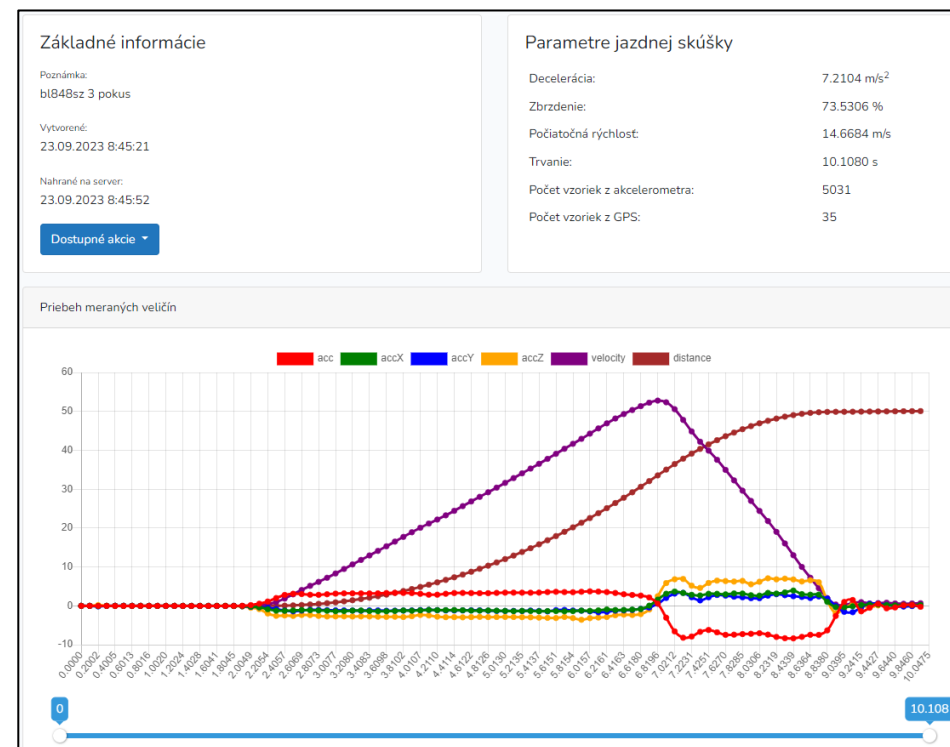 Základné informácie
Poznámka:
bl848sz 3 pokus
Vytvorené:
23.09.2023 8:45:21
Nahrané na server:
23.09.2023 8:45:52
Dostupné akcie
Parametre jazdnej skúšky
Decelerácia: 7.2104 m/s²
Zbrzdenie: 73.5306 %
Počiatočná rýchlosť: 14.6684 m/s
Trvanie: 10.1080 s
Počet vzoriek z akcelerometra: 5031
Počet vzoriek z GPS: 35
Priebeh meraných veličín
acc accX accY accZ velocity distance
60
50
40
30
20
10
0
-10
0.0000 0.2002 0.4005 0.6013 0.8016 1.0020 1.2024 1.4028 1.6041 1.8045 2.0049 2.2054 2.4057 2.6069 2.8073 3.0077 3.2080 3.4083 3.6098 3.8102 4.0107 4.2110 4.4114 4.6122 4.8126 5.0130 5.2135 5.4137 5.6151 5.8154 6.0157 6.2161 6.4163 6.6180 6.8196 7.0212 7.2231 7.4251 7.6270 7.8285 8.0306 8.2319 8.4339 8.6364 8.8380 9.0395 9.2415 9.4427 9.6440 9.8460 10.0475
0 10.108